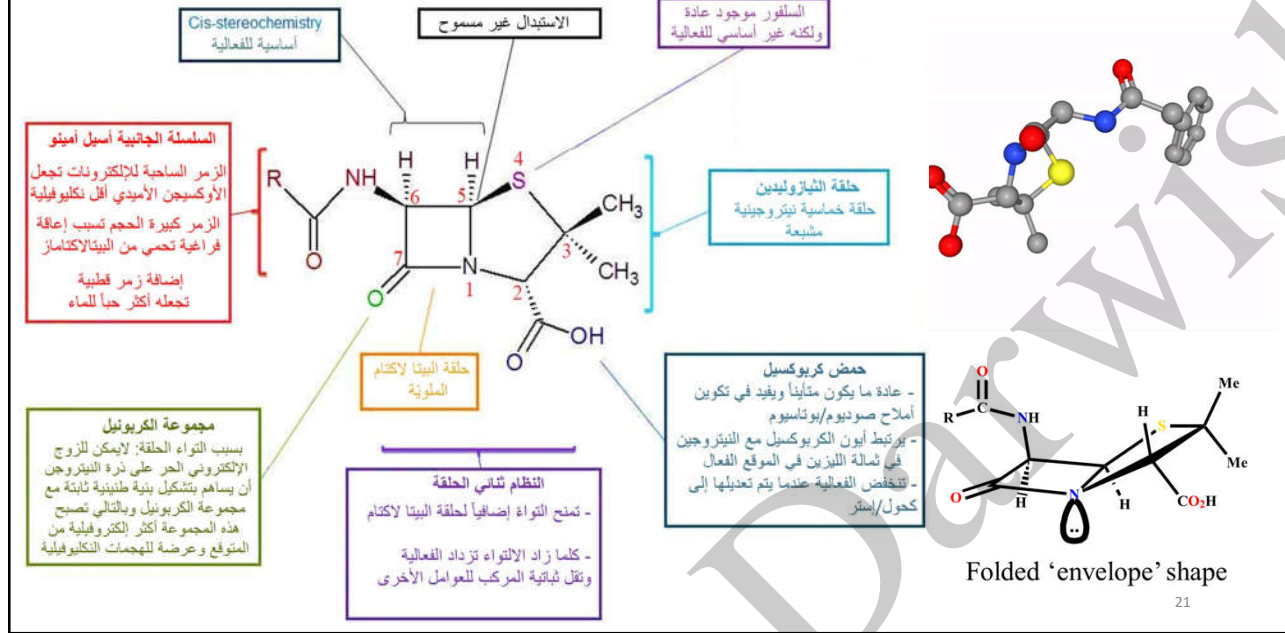 Cis-stereochemistry
أساسية للفعالية
الاستبدال غير مسموح
السلفور موجود عادة
ولكنه غير أساسي للفعالية
السلسلة الجانبية أسيل أمينو
الزمر الساحبة للإلكترونات تجعل
الأوكسيجن الأميدي أقل نكليوفيلية
الزمر كبيرة الحجم تسبب إعاقة
فراغية تحمي من البيتالاكتاماز
إضافة زمر قطبية
تجعله أكثر حباً للماء
R
NH
O
H
H
6
5
S
4
7
N
1
2
3
CH3
CH3
O
O
OH
حلقة الثيازوليدين
حلقة خماسية نيتروجينية
مشبعة
حلقة البيتا لاكتام
الملويّة
مجموعة الكربونيل
بسبب التواء الحلقة: لايمكن للزوج
الإلكتروني الحر على ذرة النيتروجن
أن يساهم بتشكيل بنية طنينية ثابتة مع
مجموعة الكربونيل وبالتالي تصبح
هذه المجموعة أكثر إلكتروفيلية من
المتوقع وعرضة للهجمات النكليوفيلية
النظام ثنائي الحلقة
- تمنح التواءً إضافياً لحلقة البيتا لاكتام
- كلما زاد الالتواء تزداد الفعالية
وتقل ثباتية المركب للعوامل الأخرى
حمض كربوكسيل
- عادة ما يكون متأيناً ويفيد في تكوين
أملاح صوديوم/بوتاسيوم
- يرتبط أيون الكربوكسيل مع النيتروجين
في ثمالة الليزين في الموقع الفعال
- تنخفض الفعالية عندما يتم تعديلها إلى
كحول/إستر
O
R
C
NH
H
S
Me
Me
O
N
H
H
CO2H
Folded ‘envelope’ shape
21
Darwis